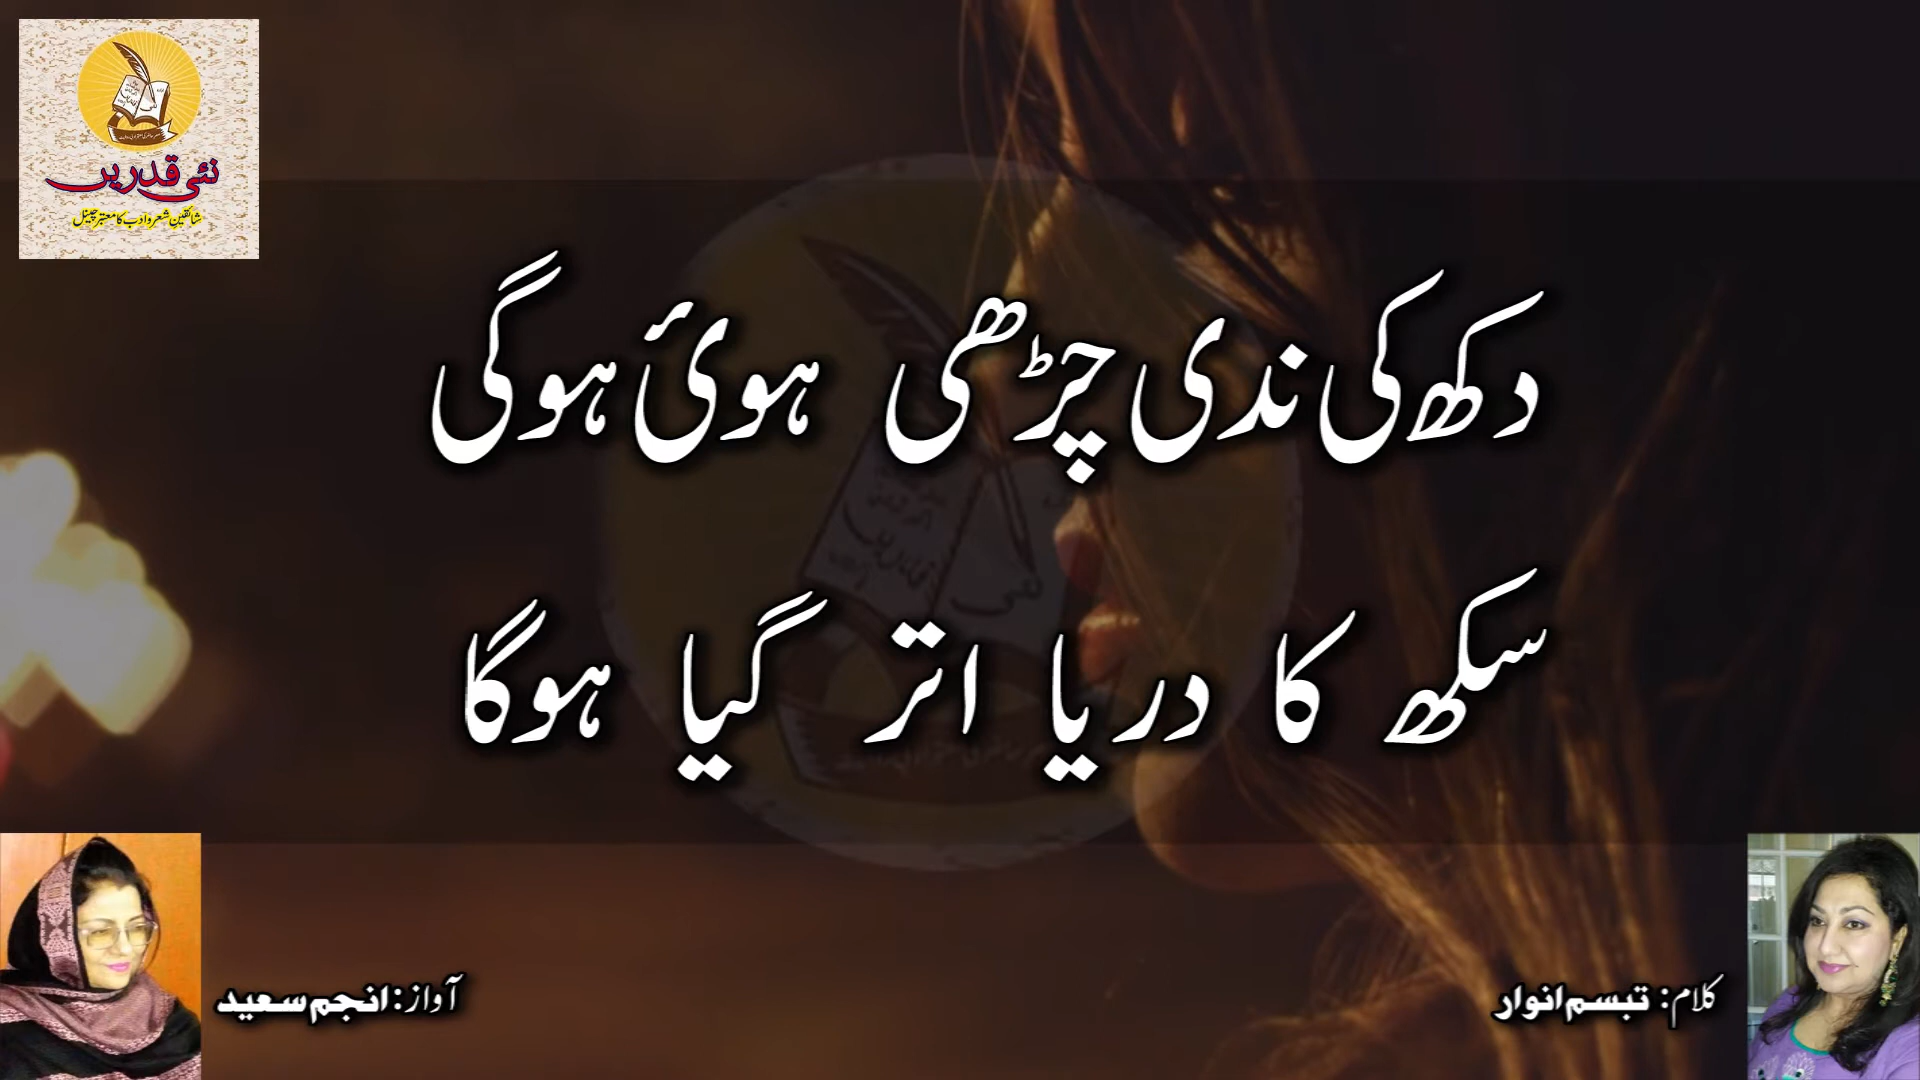 نئی قدریں
شائقین شعر و ادب کا معتبر چینل
دکھ کی ندی چڑھی ہوئ ہوگی
سکھ کا دریا اتر گیا ہوگا
کلام: تبسم انوار
آواز: انجم سعید